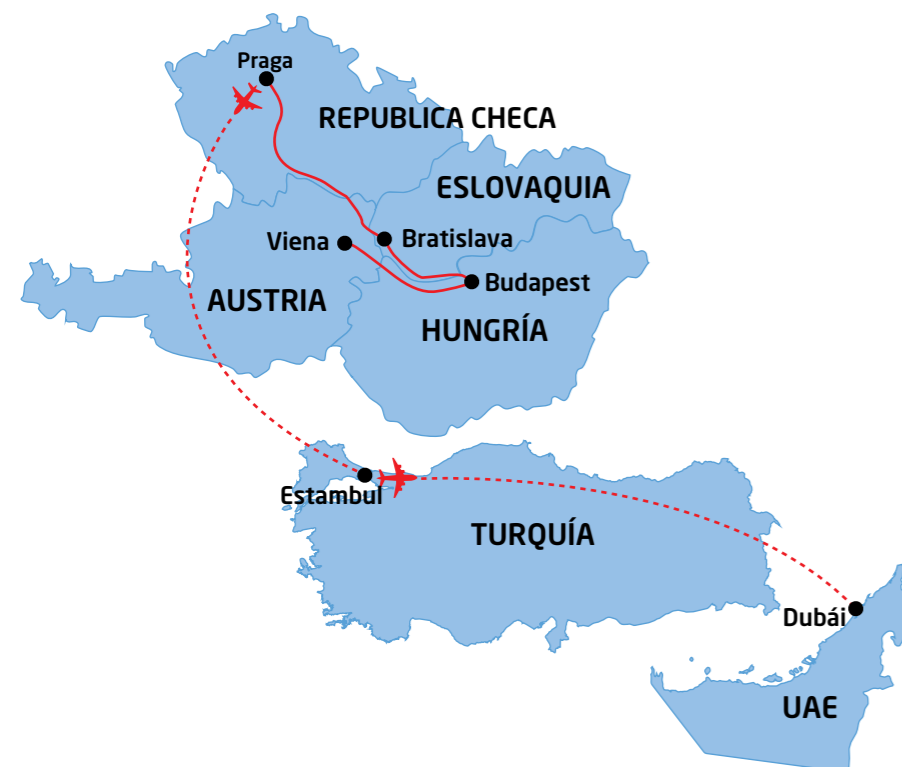 Praga
REPUBLICA CHECA
ESLOVAQUIA
Viena
Bratislava
Budapest
AUSTRIA
HUNGRÍA
Estambul
TURQUÍA
Dubái
UAE